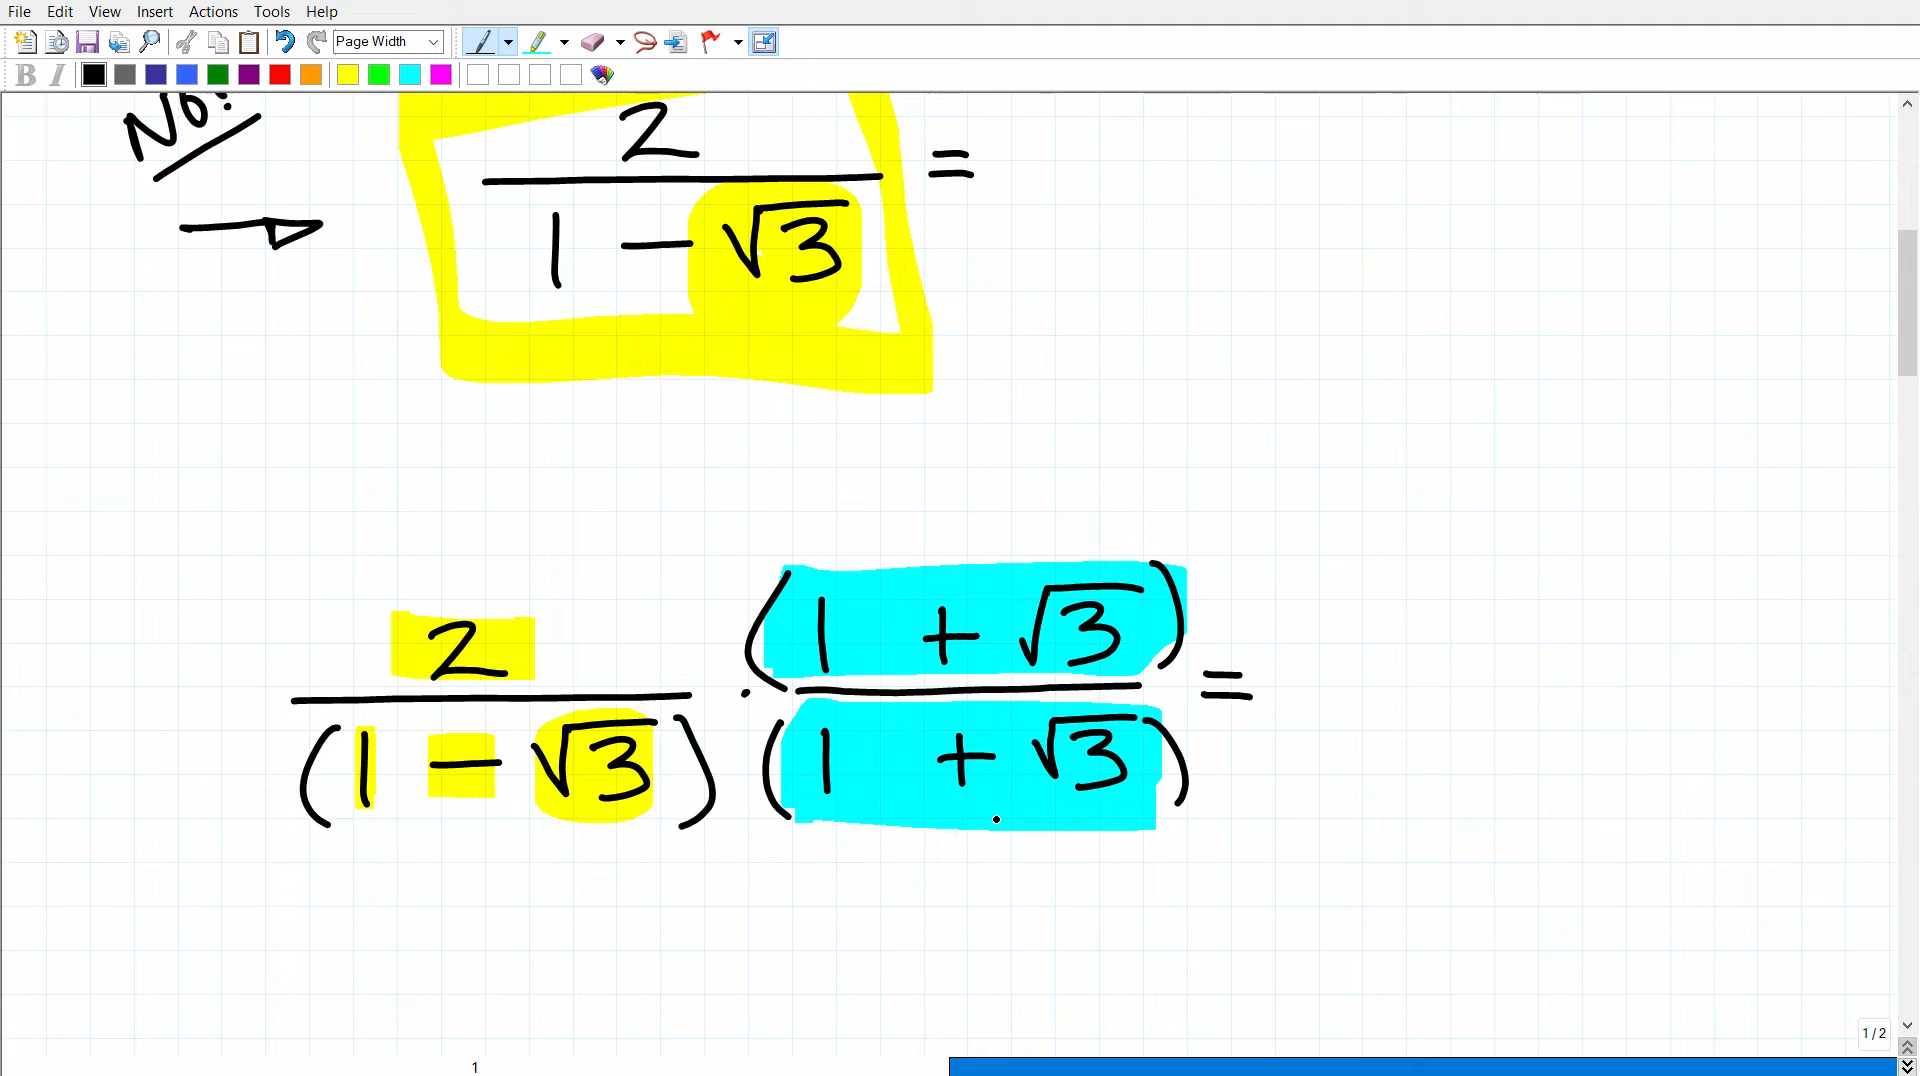 File Edit View Insert Actions Tools Help
Page Width
B I
No!
2
=
1 - √3
2 · (1 + √3) =
(1 - √3) (1 + √3)
1 / 2
1